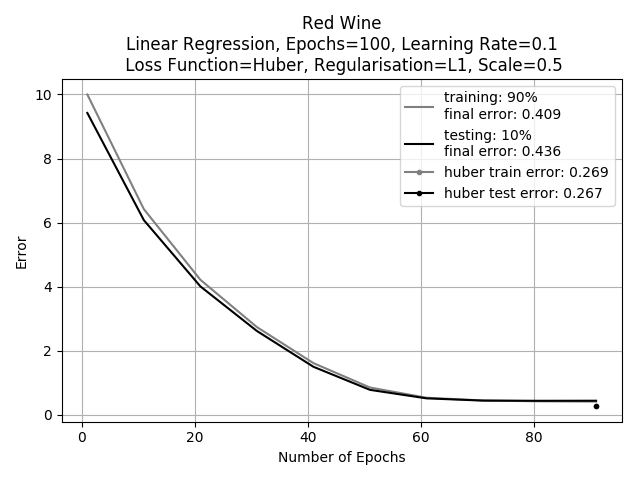 Red Wine
Linear Regression, Epochs=100, Learning Rate=0.1
Loss Function=Huber, Regularisation=L1, Scale=0.5
training: 90%
final error: 0.409
testing: 10%
final error: 0.436
huber train error: 0.269
huber test error: 0.267
Error
10
8
6
4
2
0
0 20 40 60 80
Number of Epochs